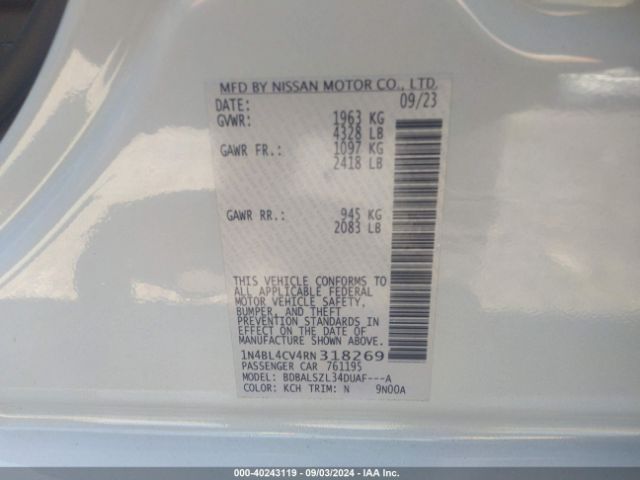 MFD BY NISSAN MOTOR CO., LTD.
DATE: 09/23
GVWR: 1963 KG
4328 LB
GAWR FR.: 1097 KG
2418 LB
GAWR RR.: 945 KG
2083 LB
THIS VEHICLE CONFORMS TO
ALL APPLICABLE FEDERAL
MOTOR VEHICLE SAFETY,
BUMPER, AND THEFT
PREVENTION STANDARDS IN
EFFECT ON THE DATE OF
MANUFACTURE SHOWN ABOVE.
1N4BL4CV4RN318269
PASSENGER CAR 761195
MODEL: BDBALSZL34DUAF---A
COLOR: KCH TRIM: N 9N00A
000-40243119 - 09/03/2024 - IAA Inc.